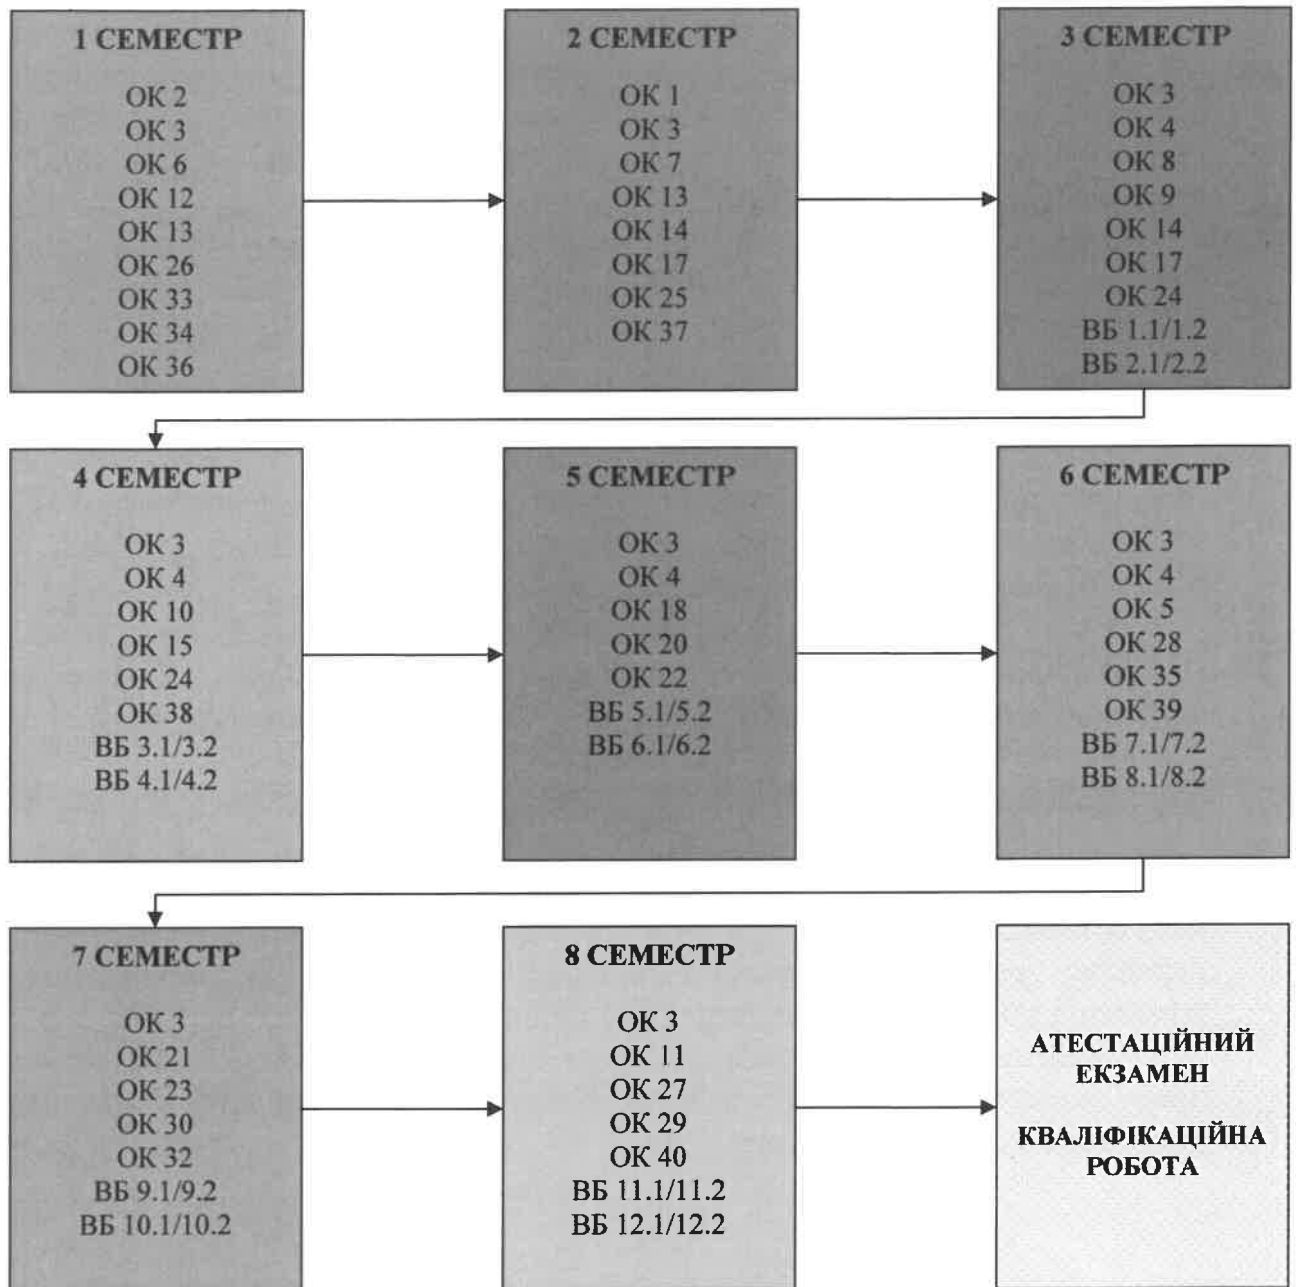 1 СЕМЕСТР
ОК 2
ОК 3
ОК 6
ОК 12
ОК 13
ОК 26
ОК 33
ОК 34
ОК 36
2 СЕМЕСТР
ОК 1
ОК 3
ОК 7
ОК 13
ОК 14
ОК 17
ОК 25
ОК 37
3 СЕМЕСТР
ОК 3
ОК 4
ОК 8
ОК 9
ОК 14
ОК 17
ОК 24
ВБ 1.1/1.2
ВБ 2.1/2.2
4 СЕМЕСТР
ОК 3
ОК 4
ОК 10
ОК 15
ОК 24
ОК 38
ВБ 3.1/3.2
ВБ 4.1/4.2
5 СЕМЕСТР
ОК 3
ОК 4
ОК 18
ОК 20
ОК 22
ВБ 5.1/5.2
ВБ 6.1/6.2
6 СЕМЕСТР
ОК 3
ОК 4
ОК 5
ОК 28
ОК 35
ОК 39
ВБ 7.1/7.2
ВБ 8.1/8.2
7 СЕМЕСТР
ОК 3
ОК 21
ОК 23
ОК 30
ОК 32
ВБ 9.1/9.2
ВБ 10.1/10.2
8 СЕМЕСТР
ОК 3
ОК 11
ОК 27
ОК 29
ОК 40
ВБ 11.1/11.2
ВБ 12.1/12.2
АТЕСТАЦІЙНИЙ
ЕКЗАМЕН
КВАЛІФІКАЦІЙНА
РОБОТА